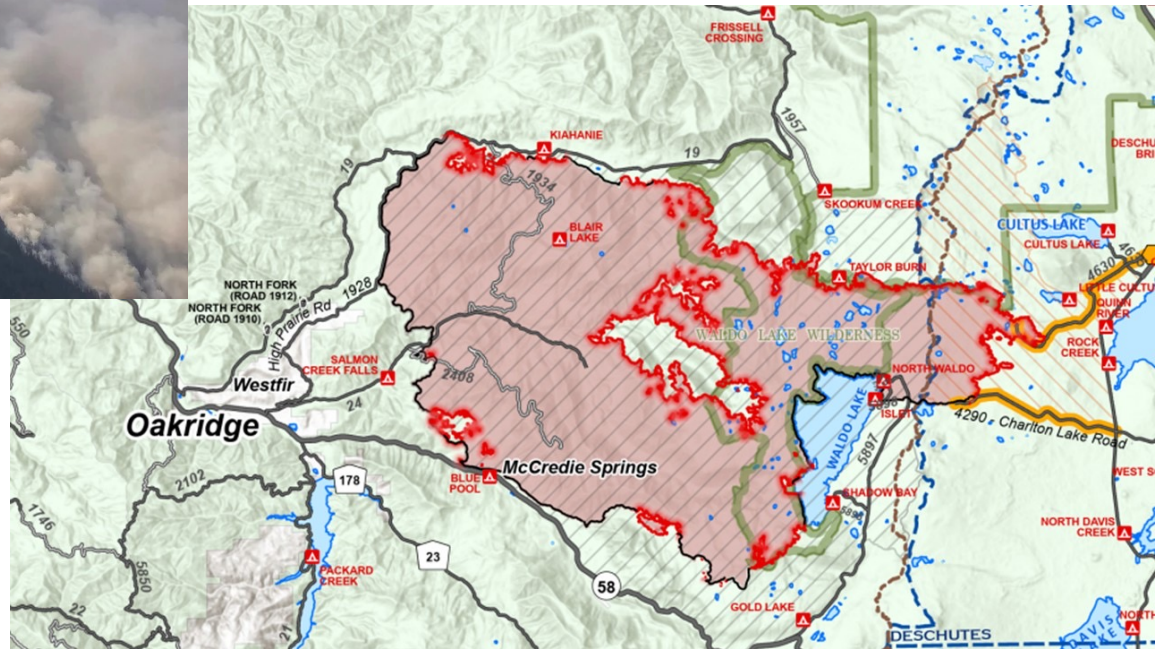 FRISSELL
CROSSING
1957
KIAHANIE
19
19
1934
DESCHU
BRI
SKOOKUM CREEK
BLAIR
LAKE
CULTUS LAKE
CULTUS LAKE
46
4630
TAYLOR BURN
LITTLE CULTU
NORTH FORK
(ROAD 1912)
1928
NORTH FORK
(ROAD 1910)
High Prairie Rd
QUINN
RIVER
550
WALDO LAKE WILDERNESS
ROCK
CREEK
SALMON
CREEK FALLS
2408
NORTH WALDO
Westfir
24
ISLET
5898
4290 - Charlton Lake Road
Oakridge
WALDO LAKE
5897
McCredie Springs
WEST S
2102
178
BLUE
POOL
SHADOW BAY
1746
NORTH DAVIS
CREEK
23
PACKARD
CREEK
5850
58
22
GOLD LAKE
21
DESCHUTES
DAVIS
LAKE
NORTH